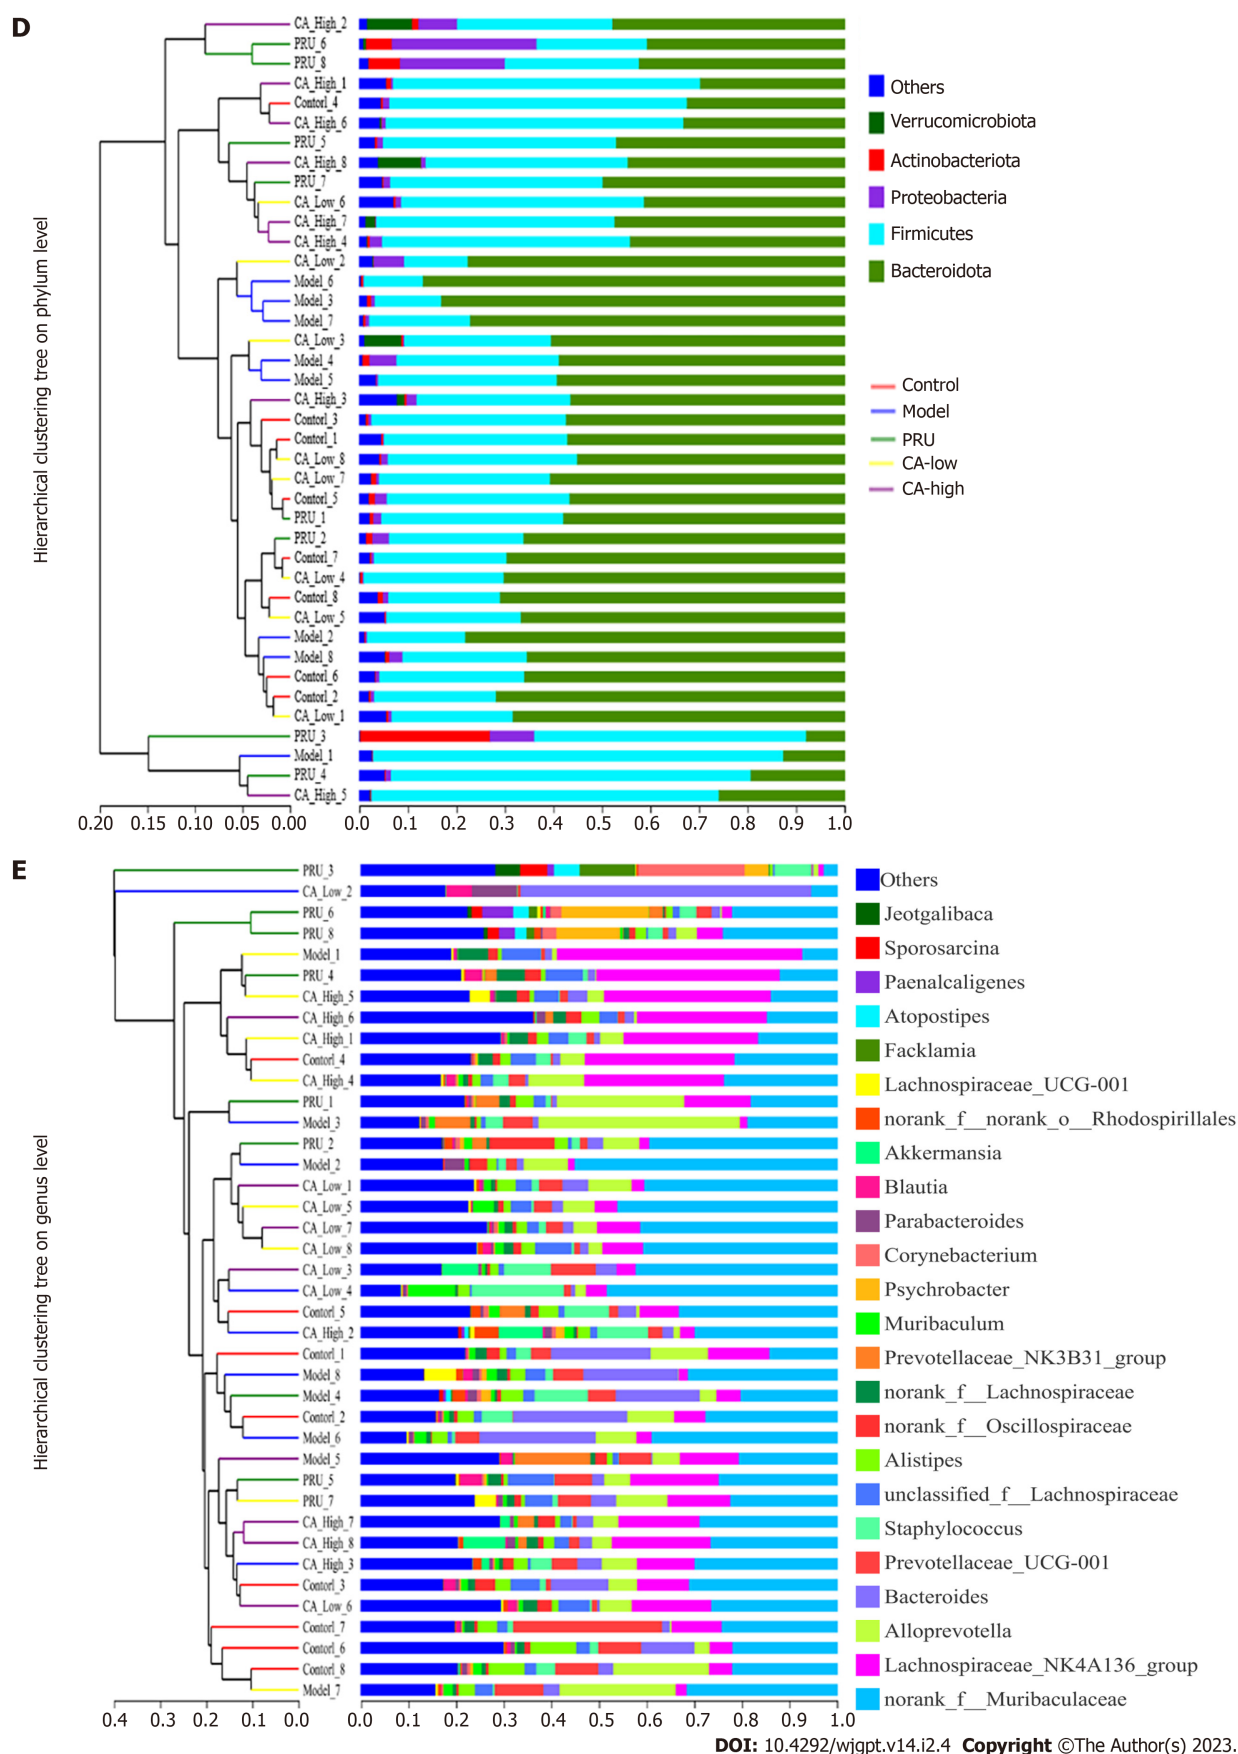 D
CA_High_2
PRU_6
PRU_8
CA_High_1
Contorl_4
CA_High_6
PRU_5
CA_High_8
PRU_7
CA_Low_6
CA_High_7
CA_High_4
CA_Low_2
Model_6
Model_3
Model_7
CA_Low_3
Model_4
Model_5
CA_High_3
Contorl_3
Contorl_1
CA_Low_8
CA_Low_7
Contorl_5
PRU_1
PRU_2
Contorl_7
CA_Low_4
Contorl_8
CA_Low_5
Model_2
Model_8
Contorl_6
Contorl_2
CA_Low_1
PRU_3
Model_1
PRU_4
CA_High_5
Hierarchical clustering tree on phylum level
0.20 0.15 0.10 0.05 0.00
0.0 0.1 0.2 0.3 0.4 0.5 0.6 0.7 0.8 0.9 1.0
Others
Verrucomicrobiota
Actinobacteriota
Proteobacteria
Firmicutes
Bacteroidota
Control
Model
PRU
CA-low
CA-high
E
PRU_3
CA_Low_2
PRU_6
PRU_8
Model_1
PRU_4
CA_High_5
CA_High_6
CA_High_1
Contorl_4
CA_High_4
PRU_1
Model_3
PRU_2
Model_2
CA_Low_1
CA_Low_5
CA_Low_7
CA_Low_8
CA_Low_3
CA_Low_4
Contorl_5
CA_High_2
Contorl_1
Model_8
Model_4
Contorl_2
Model_6
Model_5
PRU_5
PRU_7
CA_High_7
CA_High_8
CA_High_3
Contorl_3
CA_Low_6
Contorl_7
Contorl_6
Contorl_8
Model_7
Hierarchical clustering tree on genus level
0.4 0.3 0.2 0.1 0.0
0.0 0.1 0.2 0.3 0.4 0.5 0.6 0.7 0.8 0.9 1.0
Others
Jeotgalibaca
Sporosarcina
Paenalcaligenes
Atopostipes
Facklamia
Lachnospiraceae_UCG-001
norank_f__norank_o__Rhodospirillales
Akkermansia
Blautia
Parabacteroides
Corynebacterium
Psychrobacter
Muribaculum
Prevotellaceae_NK3B31_group
norank_f__Lachnospiraceae
norank_f__Oscillospiraceae
Alistipes
unclassified_f__Lachnospiraceae
Staphylococcus
Prevotellaceae_UCG-001
Bacteroides
Alloprevotella
Lachnospiraceae_NK4A136_group
norank_f__Muribaculaceae
DOI: 10.4292/wjgpt.v14.i2.4 Copyright ©The Author(s) 2023.